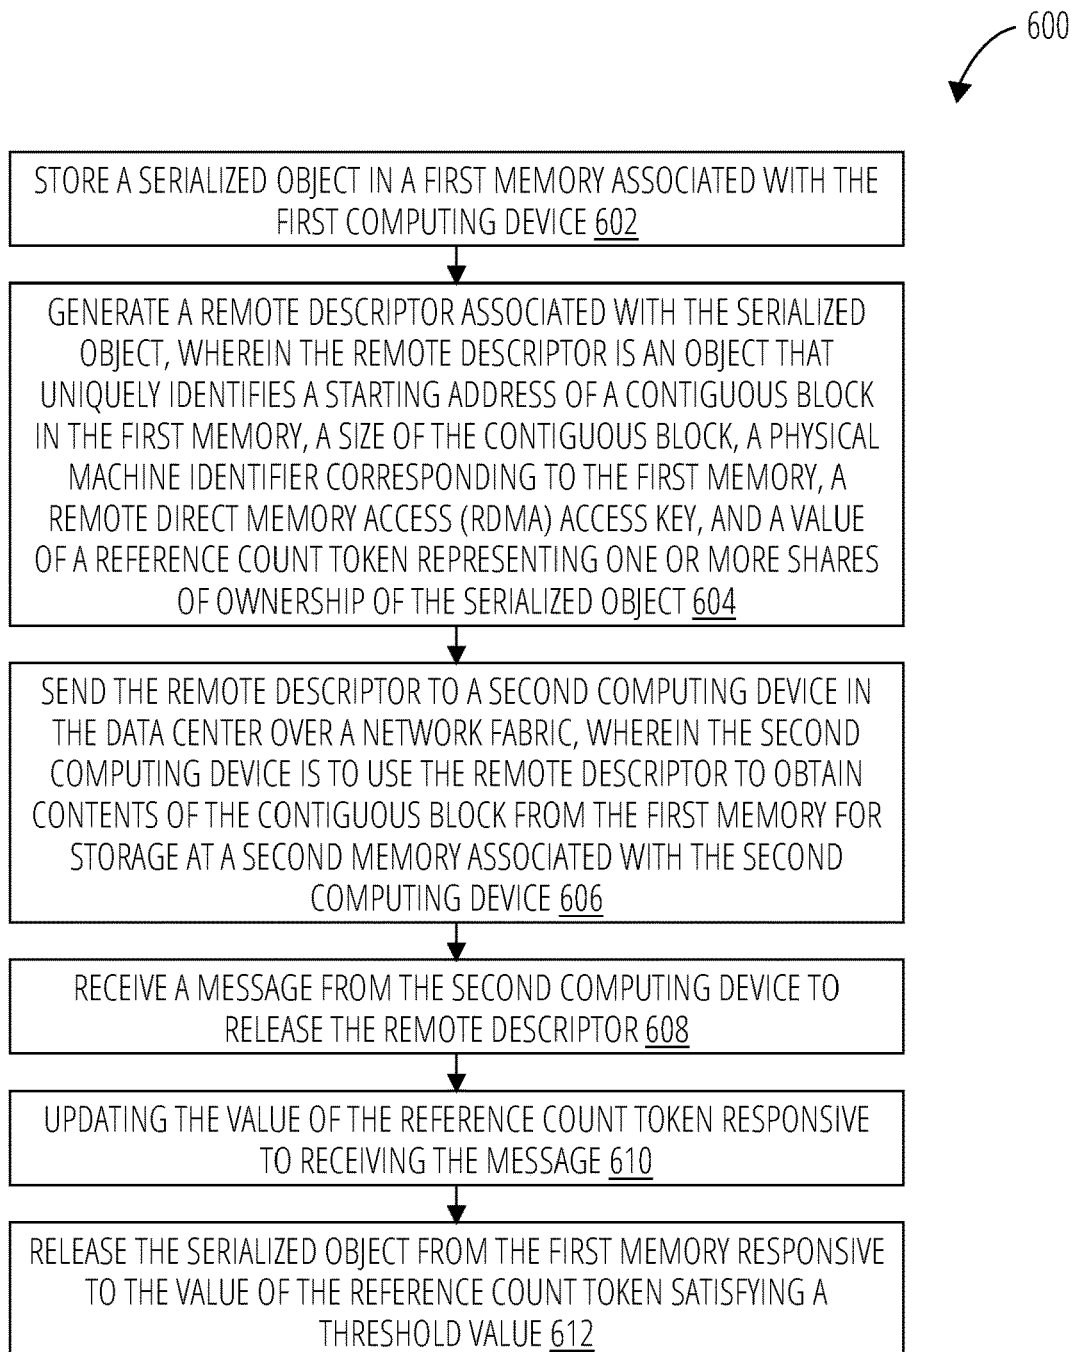 600
STORE A SERIALIZED OBJECT IN A FIRST MEMORY ASSOCIATED WITH THE
FIRST COMPUTING DEVICE 602
GENERATE A REMOTE DESCRIPTOR ASSOCIATED WITH THE SERIALIZED
OBJECT, WHEREIN THE REMOTE DESCRIPTOR IS AN OBJECT THAT
UNIQUELY IDENTIFIES A STARTING ADDRESS OF A CONTIGUOUS BLOCK
IN THE FIRST MEMORY, A SIZE OF THE CONTIGUOUS BLOCK, A PHYSICAL
MACHINE IDENTIFIER CORRESPONDING TO THE FIRST MEMORY, A
REMOTE DIRECT MEMORY ACCESS (RDMA) ACCESS KEY, AND A VALUE
OF A REFERENCE COUNT TOKEN REPRESENTING ONE OR MORE SHARES
OF OWNERSHIP OF THE SERIALIZED OBJECT 604
SEND THE REMOTE DESCRIPTOR TO A SECOND COMPUTING DEVICE IN
THE DATA CENTER OVER A NETWORK FABRIC, WHEREIN THE SECOND
COMPUTING DEVICE IS TO USE THE REMOTE DESCRIPTOR TO OBTAIN
CONTENTS OF THE CONTIGUOUS BLOCK FROM THE FIRST MEMORY FOR
STORAGE AT A SECOND MEMORY ASSOCIATED WITH THE SECOND
COMPUTING DEVICE 606
RECEIVE A MESSAGE FROM THE SECOND COMPUTING DEVICE TO
RELEASE THE REMOTE DESCRIPTOR 608
UPDATING THE VALUE OF THE REFERENCE COUNT TOKEN RESPONSIVE
TO RECEIVING THE MESSAGE 610
RELEASE THE SERIALIZED OBJECT FROM THE FIRST MEMORY RESPONSIVE
TO THE VALUE OF THE REFERENCE COUNT TOKEN SATISFYING A
THRESHOLD VALUE 612